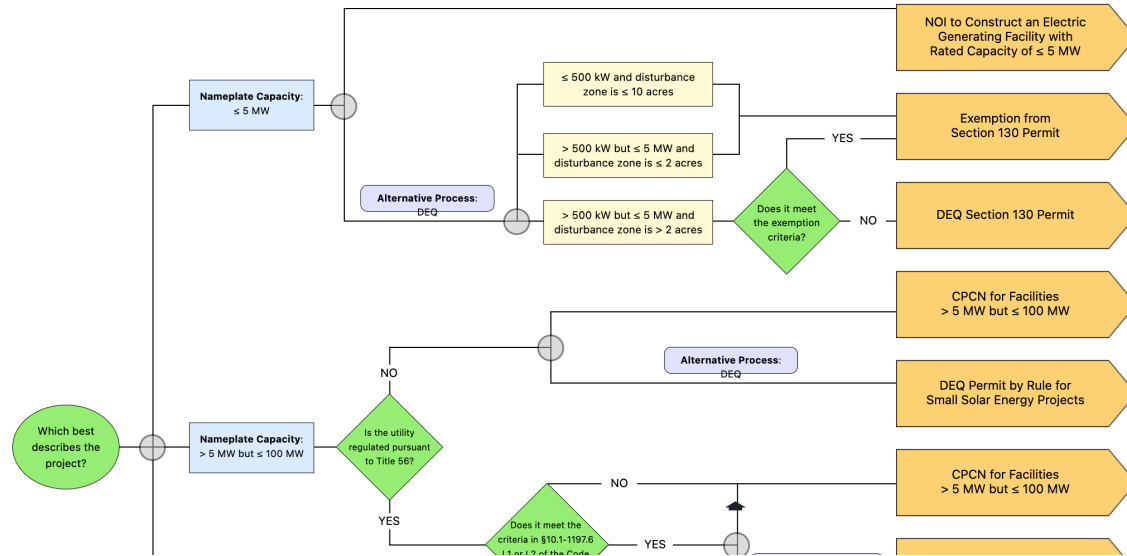 NOI to Construct an Electric
Generating Facility with
Rated Capacity of ≤ 5 MW
Nameplate Capacity:
≤ 5 MW
≤ 500 kW and disturbance
zone is ≤ 10 acres
Exemption from
Section 130 Permit
YES
> 500 kW but ≤ 5 MW and
disturbance zone is ≤ 2 acres
Alternative Process:
DEQ
> 500 kW but ≤ 5 MW and
disturbance zone is > 2 acres
Does it meet
the exemption
criteria?
NO
DEQ Section 130 Permit
CPCN for Facilities
> 5 MW but ≤ 100 MW
Alternative Process:
DEQ
NO
DEQ Permit by Rule for
Small Solar Energy Projects
Which best
describes the
project?
Nameplate Capacity:
> 5 MW but ≤ 100 MW
Is the utility
regulated pursuant
to Title 56?
CPCN for Facilities
> 5 MW but ≤ 100 MW
NO
YES
Does it meet the
criteria in §10.1-1197.6
I.1 or I.2 of the Code
YES